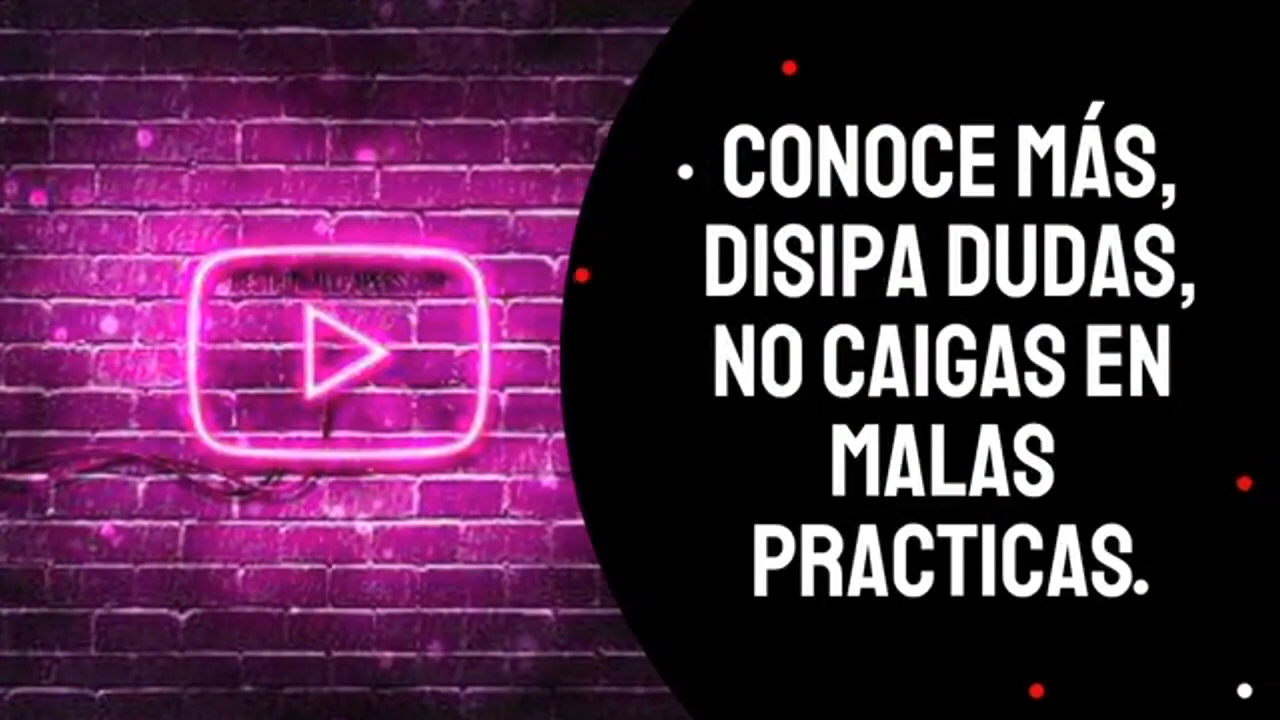 CONOCE MÁS,
DISIPA DUDAS,
NO CAIGAS EN
MALAS
PRACTICAS.